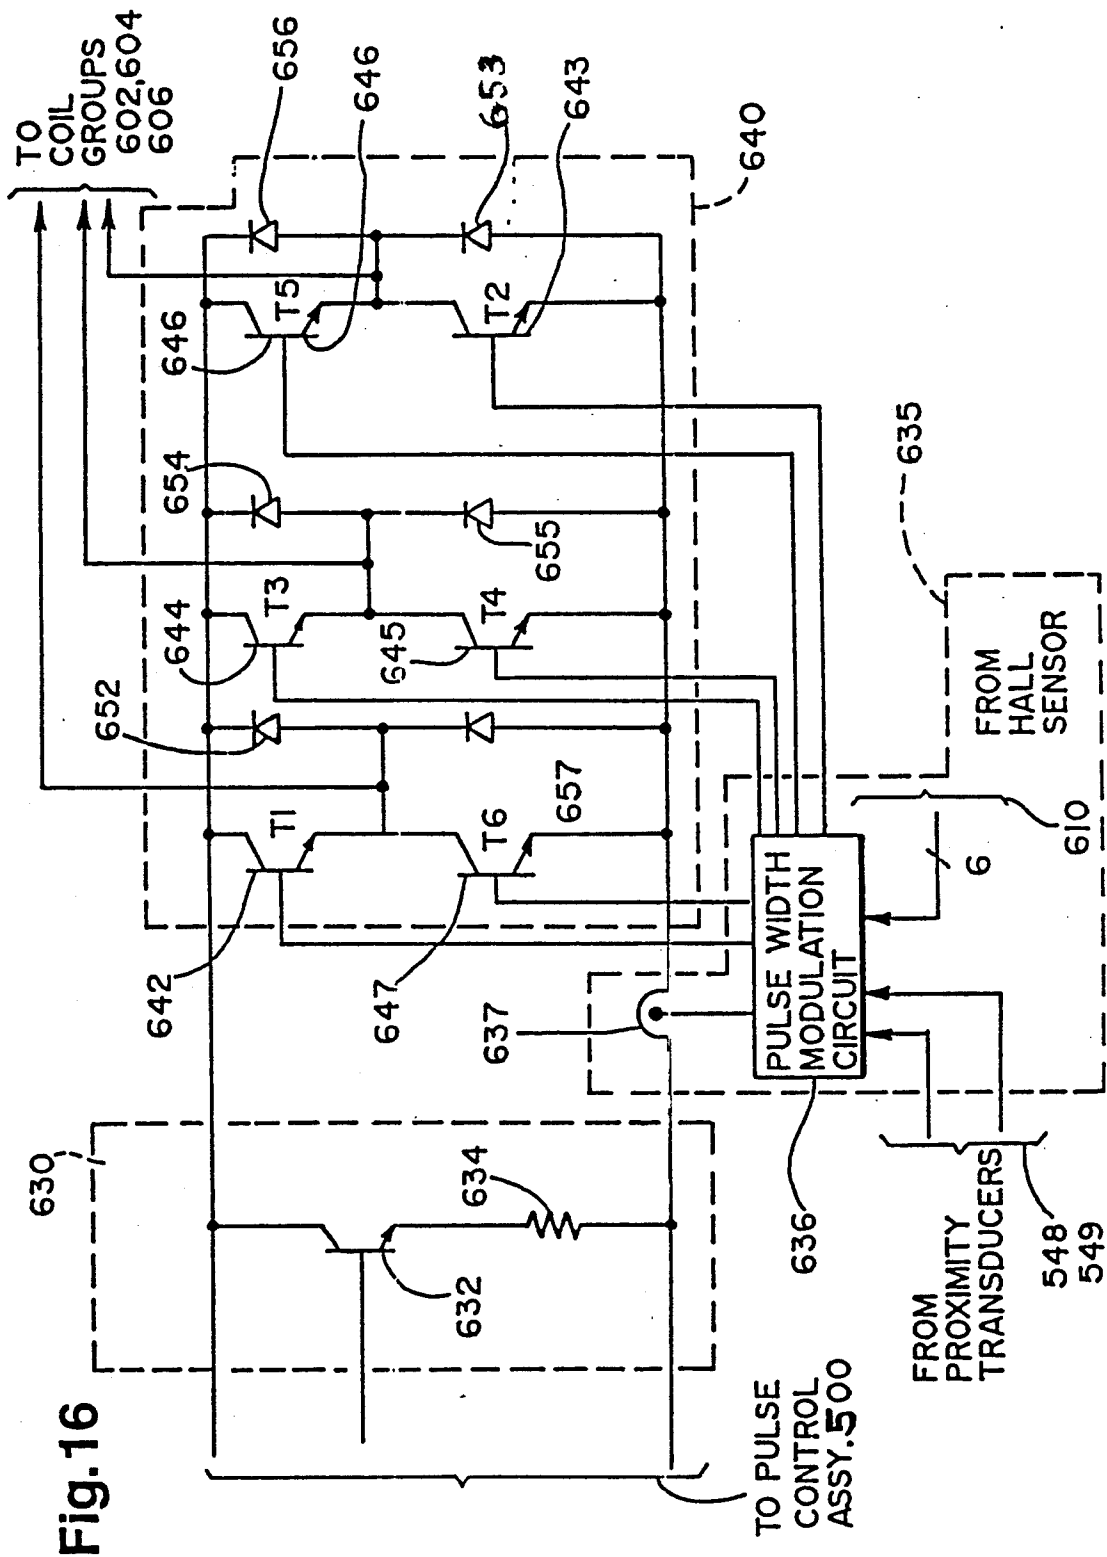 Fig.16
TO
COIL
GROUPS
602,604
606
656
646
653
643
640
646
T5
T2
654
655
635
644
T3
645
T4
652
T1
T6
657
642
647
637
630
634
632
636
PULSE WIDTH
MODULATION
CIRCUIT
FROM
HALL
SENSOR
6
610
FROM
PROXIMITY
TRANSDUCERS
548
549
TO PULSE
CONTROL
ASSY.500